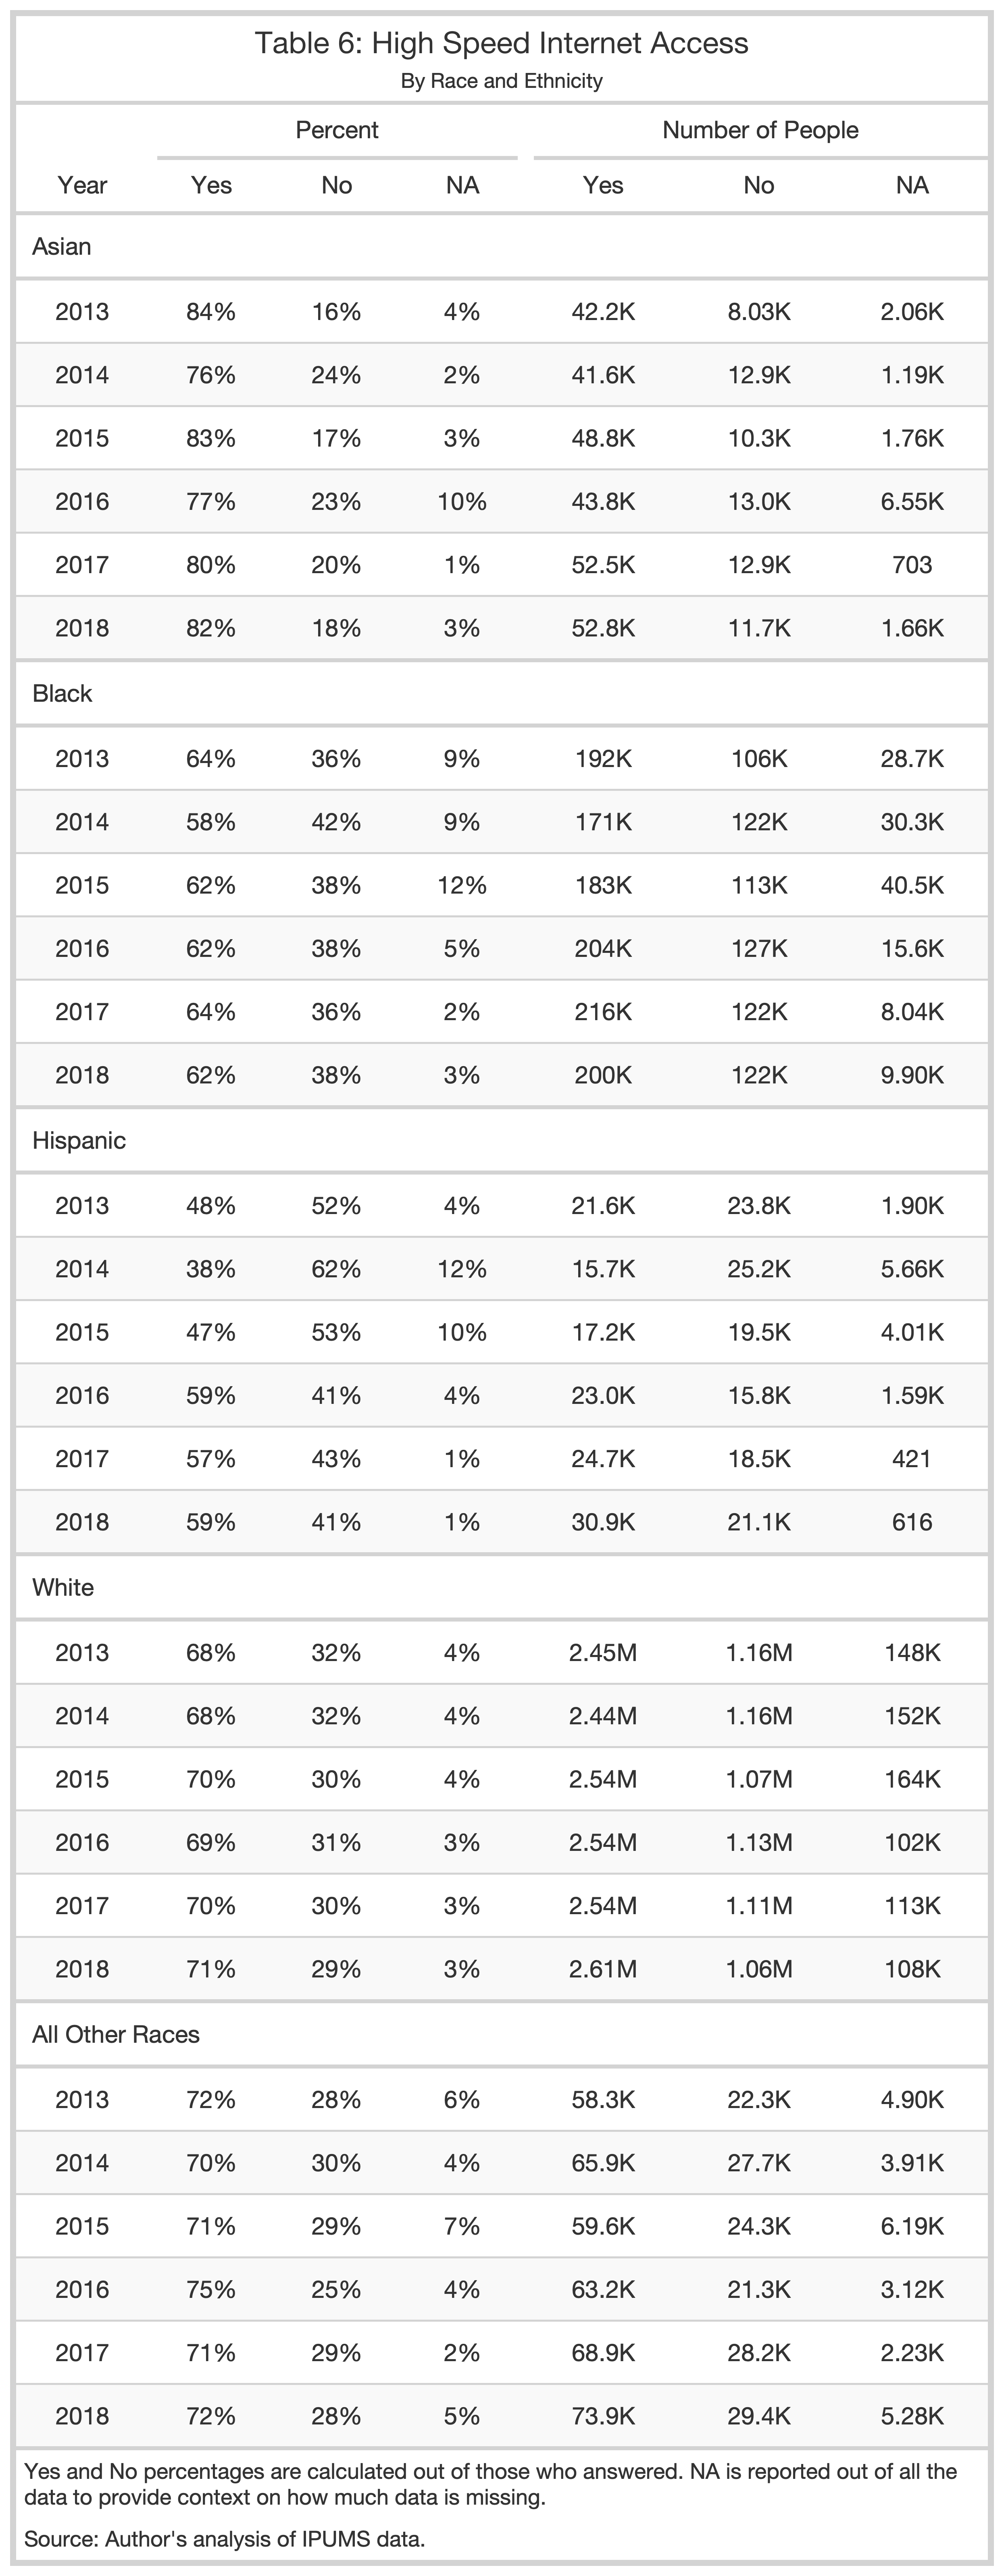 Table 6: High Speed Internet Access
By Race and Ethnicity
Percent Number of People
Year Yes No NA Yes No NA
Asian
2013 84% 16% 4% 42.2K 8.03K 2.06K
2014 76% 24% 2% 41.6K 12.9K 1.19K
2015 83% 17% 3% 48.8K 10.3K 1.76K
2016 77% 23% 10% 43.8K 13.0K 6.55K
2017 80% 20% 1% 52.5K 12.9K 703
2018 82% 18% 3% 52.8K 11.7K 1.66K
Black
2013 64% 36% 9% 192K 106K 28.7K
2014 58% 42% 9% 171K 122K 30.3K
2015 62% 38% 12% 183K 113K 40.5K
2016 62% 38% 5% 204K 127K 15.6K
2017 64% 36% 2% 216K 122K 8.04K
2018 62% 38% 3% 200K 122K 9.90K
Hispanic
2013 48% 52% 4% 21.6K 23.8K 1.90K
2014 38% 62% 12% 15.7K 25.2K 5.66K
2015 47% 53% 10% 17.2K 19.5K 4.01K
2016 59% 41% 4% 23.0K 15.8K 1.59K
2017 57% 43% 1% 24.7K 18.5K 421
2018 59% 41% 1% 30.9K 21.1K 616
White
2013 68% 32% 4% 2.45M 1.16M 148K
2014 68% 32% 4% 2.44M 1.16M 152K
2015 70% 30% 4% 2.54M 1.07M 164K
2016 69% 31% 3% 2.54M 1.13M 102K
2017 70% 30% 3% 2.54M 1.11M 113K
2018 71% 29% 3% 2.61M 1.06M 108K
All Other Races
2013 72% 28% 6% 58.3K 22.3K 4.90K
2014 70% 30% 4% 65.9K 27.7K 3.91K
2015 71% 29% 7% 59.6K 24.3K 6.19K
2016 75% 25% 4% 63.2K 21.3K 3.12K
2017 71% 29% 2% 68.9K 28.2K 2.23K
2018 72% 28% 5% 73.9K 29.4K 5.28K
Yes and No percentages are calculated out of those who answered. NA is reported out of all the
data to provide context on how much data is missing.
Source: Author's analysis of IPUMS data.